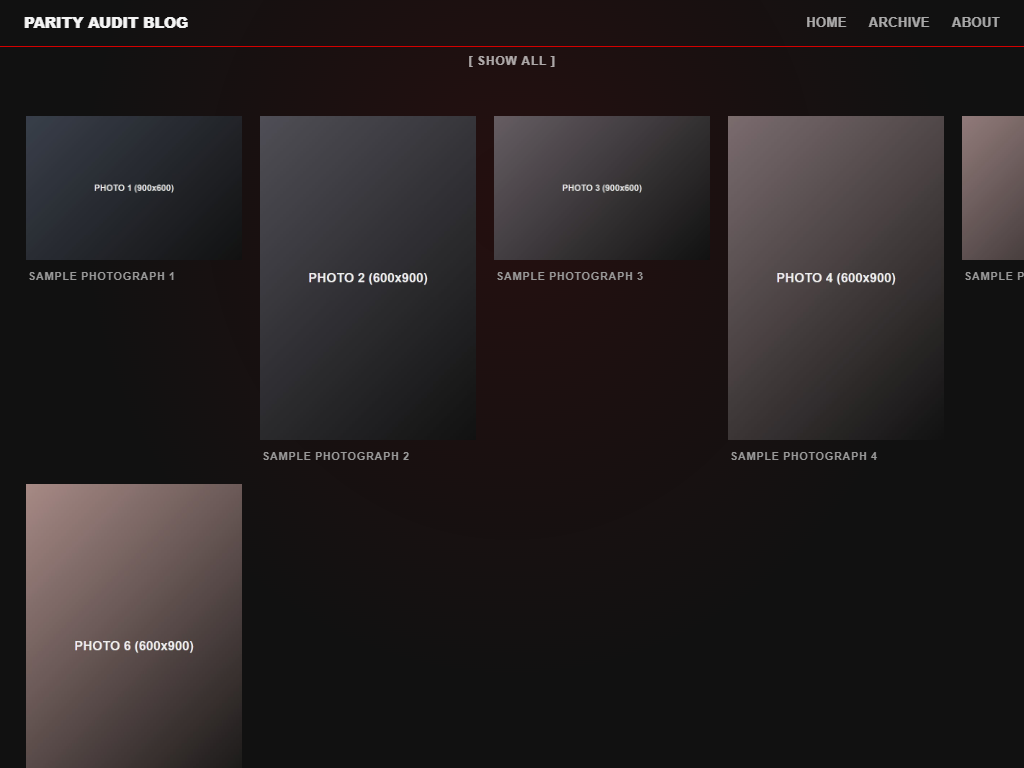 PARITY AUDIT BLOG
HOME ARCHIVE ABOUT
[ SHOW ALL ]
PHOTO 1 (900x600)
SAMPLE PHOTOGRAPH 1
PHOTO 2 (600x900)
SAMPLE PHOTOGRAPH 2
PHOTO 3 (900x600)
SAMPLE PHOTOGRAPH 3
PHOTO 4 (600x900)
SAMPLE PHOTOGRAPH 4
SAMPLE
PHOTO 6 (600x900)